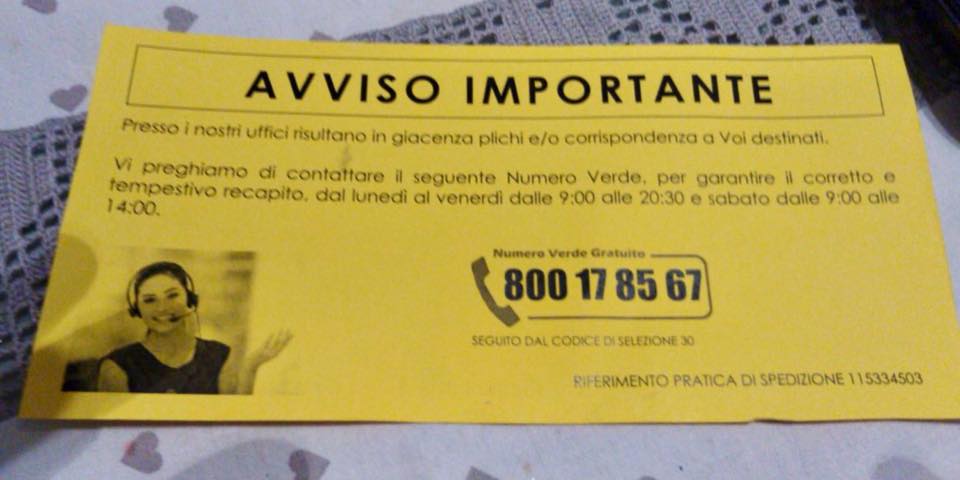 AVVISO IMPORTANTE
Presso i nostri uffici risultano in giacenza plichi e/o corrispondenza a Voi destinati.
Vi preghiamo di contattare il seguente Numero Verde, per garantire il corretto e
tempestivo recapito, dal lunedì al venerdì dalle 9:00 alle 20:30 e sabato dalle 9:00 alle
14:00.
Numero Verde Gratuito
800 17 85 67
SEGUITO DAL CODICE DI SELEZIONE 30
RIFERIMENTO PRATICA DI SPEDIZIONE 115334503